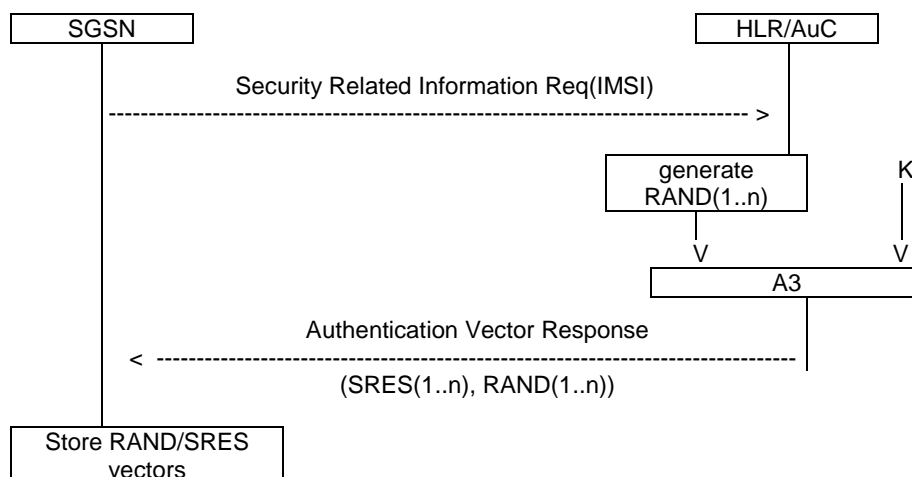 SGSN HLR/AuC
Security Related Information Req(IMSI)
------------------------------------------------------------------------------- >
generate K
RAND(1..n)
V V
A3
Authentication Vector Response
< --------------------------------------------------------------------------------
(SRES(1..n), RAND(1..n))
Store RAND/SRES
vectors